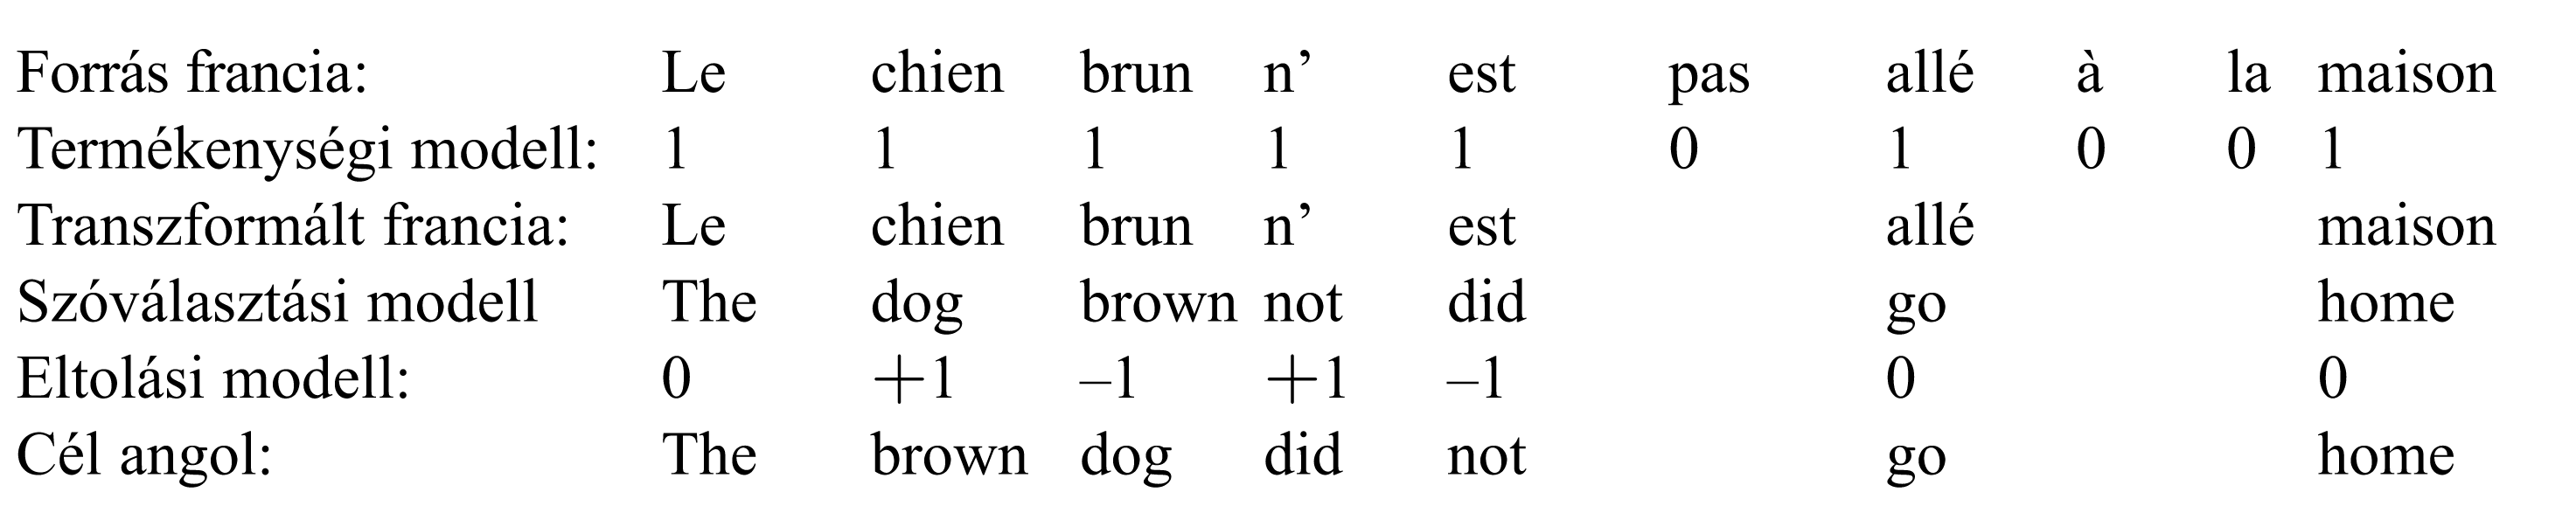 Forrás francia: Le chien brun n’ est pas allé à la maison
Termékenységi modell: 1 1 1 1 1 0 1 0 0 1
Transzformált francia: Le chien brun n’ est allé maison
Szóválasztási modell The dog brown not did go home
Eltolási modell: 0 +1 –1 +1 –1 0 0
Cél angol: The brown dog did not go home